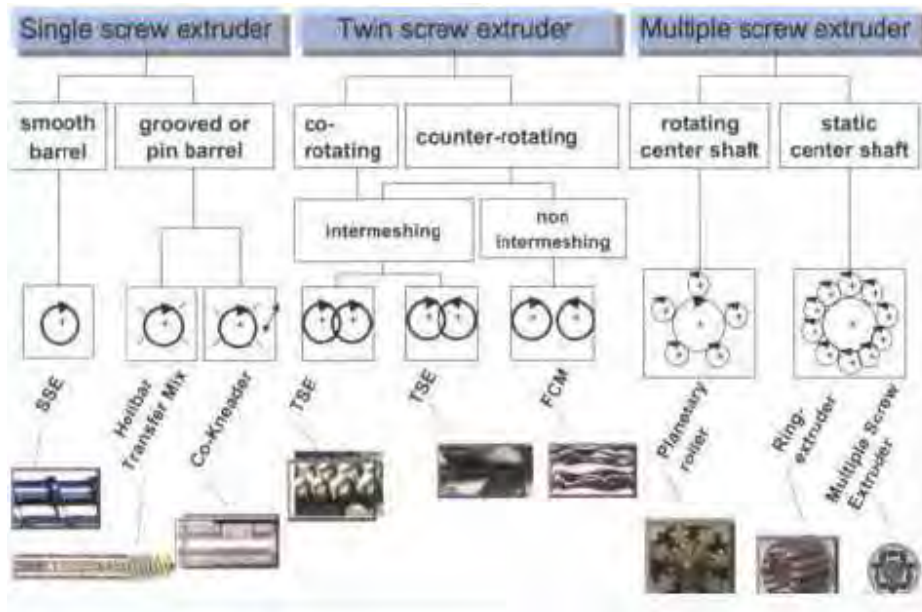 Single screw extruder
Twin screw extruder
Multiple screw extruder
smooth
barrel
grooved or
pin barrel
co-
rotating
counter-rotating
rotating
center shaft
static
center shaft
intermeshing
non
intermeshing
SSE
Heilbar
Transfer Mix
Co-Kneader
TSE
TSE
FCM
Planetary
roller
Ring-
extruder
Multiple Screw
Extruder